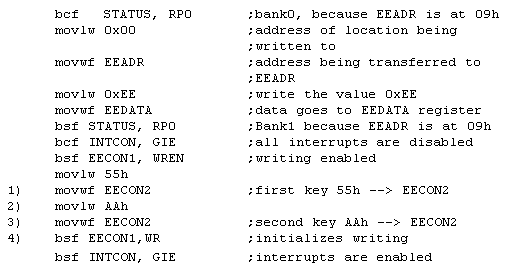 bcf STATUS, RPO ;bank0, because EEADR is at 09h
movlw 0x00 ;address of location being
;written to
movwf EEADR ;address being transferred to
;EEADR
movlw 0xEE ;write the value 0xEE
movwf EEDATA ;data goes to EEDATA register
bsf STATUS, RPO ;Bank1 because EEADR is at 09h
bcf INTCON, GIE ;all interrupts are disabled
bsf EECON1, WREN ;writing enabled
movlw 55h
1) movwf EECON2 ;first key 55h --> EECON2
2) movlw AAh
3) movwf EECON2 ;second key AAh --> EECON2
4) bsf EECON1,WR ;initializes writing
bsf INTCON, GIE ;interrupts are enabled